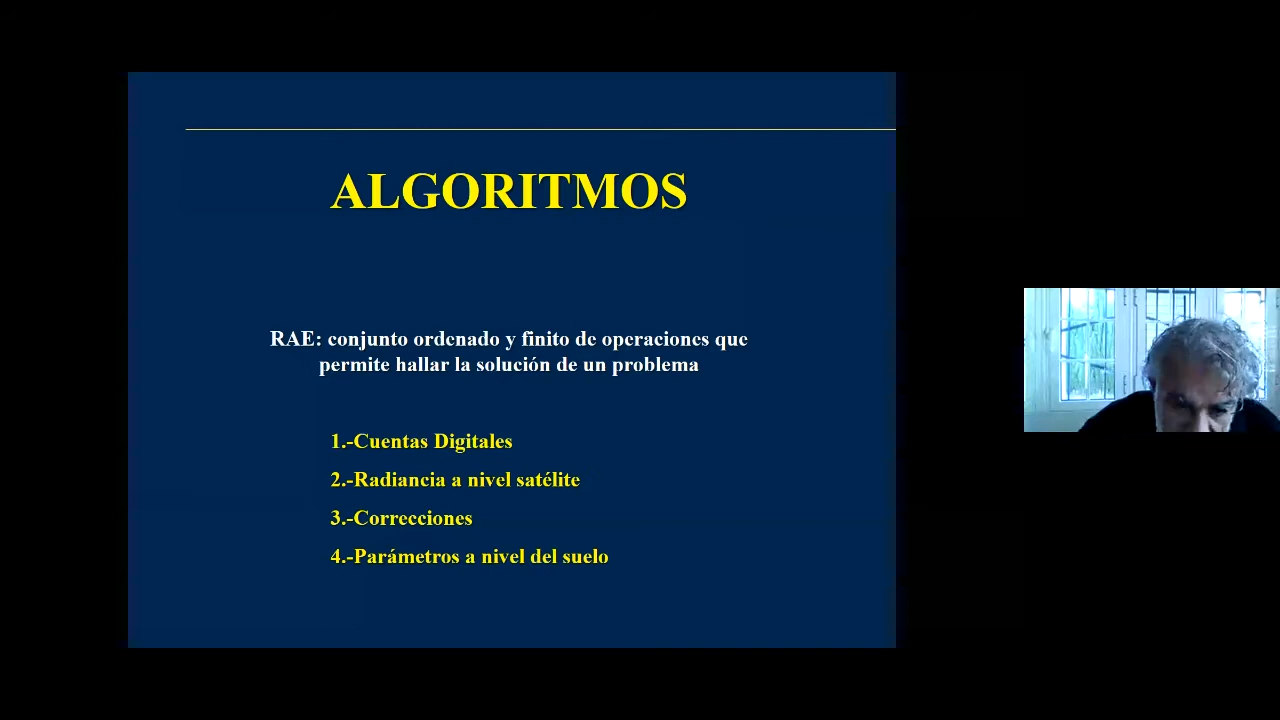 ALGORITMOS
RAE: conjunto ordenado y finito de operaciones que
permite hallar la solución de un problema
1.-Cuentas Digitales
2.-Radiancia a nivel satélite
3.-Correcciones
4.-Parámetros a nivel del suelo